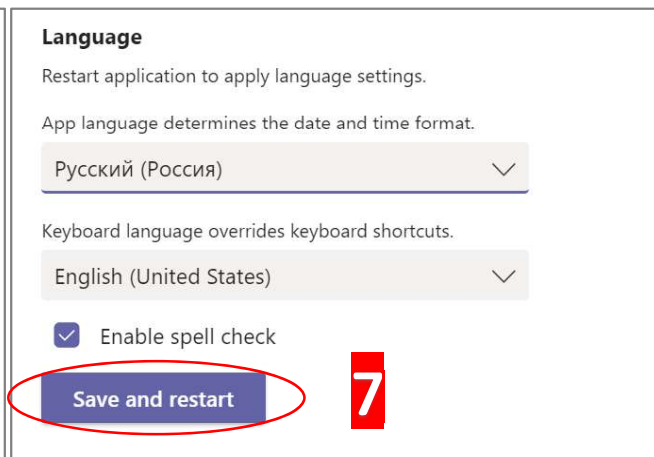 Language
Restart application to apply language settings.
App language determines the date and time format.
Русский (Россия)
Keyboard language overrides keyboard shortcuts.
English (United States)
Enable spell check
Save and restart
7